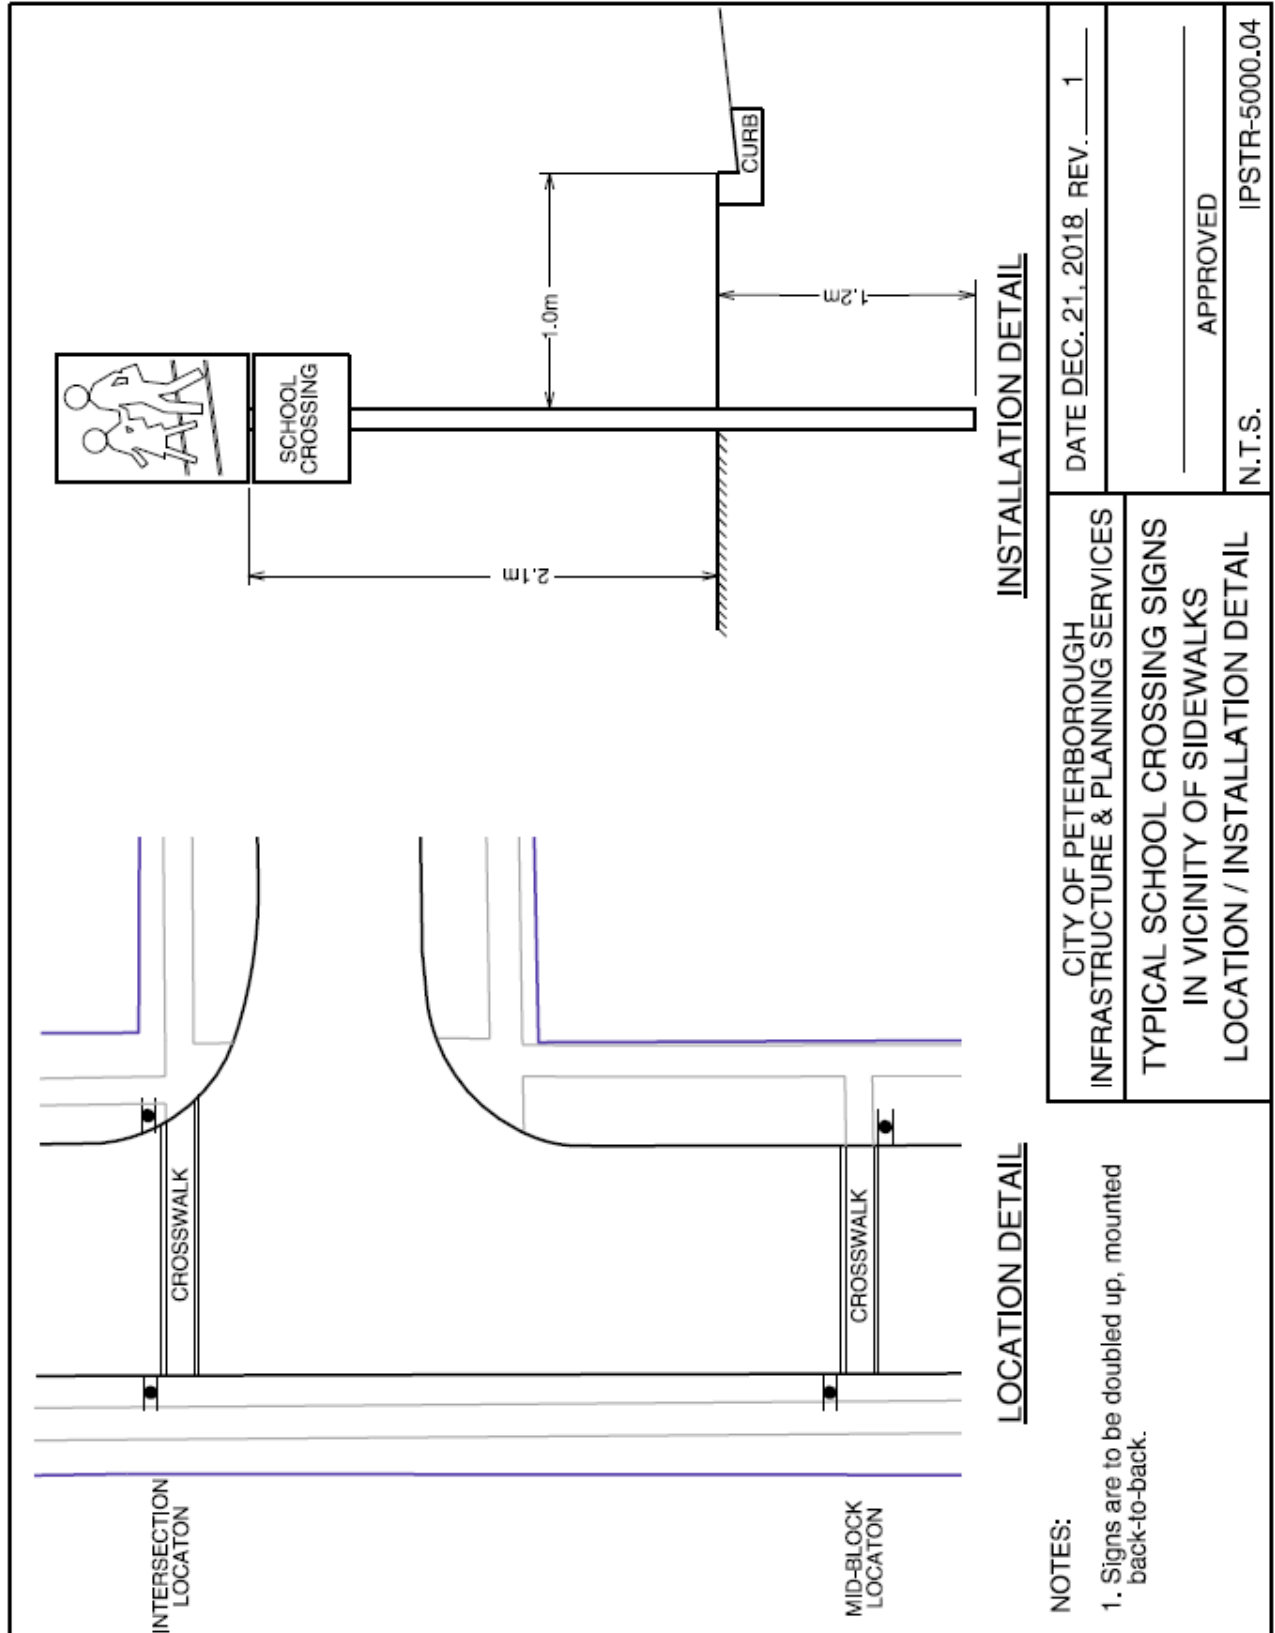 INTERSECTION
LOCATON
CROSSWALK
MID-BLOCK
LOCATON
CROSSWALK
LOCATION DETAIL
SCHOOL
CROSSING
2.1m
1.0m
1.2m
CURB
INSTALLATION DETAIL
NOTES:
1. Signs are to be doubled up, mounted
back-to-back.
CITY OF PETERBOROUGH
INFRASTRUCTURE & PLANNING SERVICES
TYPICAL SCHOOL CROSSING SIGNS
IN VICINITY OF SIDEWALKS
LOCATION / INSTALLATION DETAIL
DATE DEC. 21, 2018 REV. 1
APPROVED
N.T.S. IPSTR-5000.04